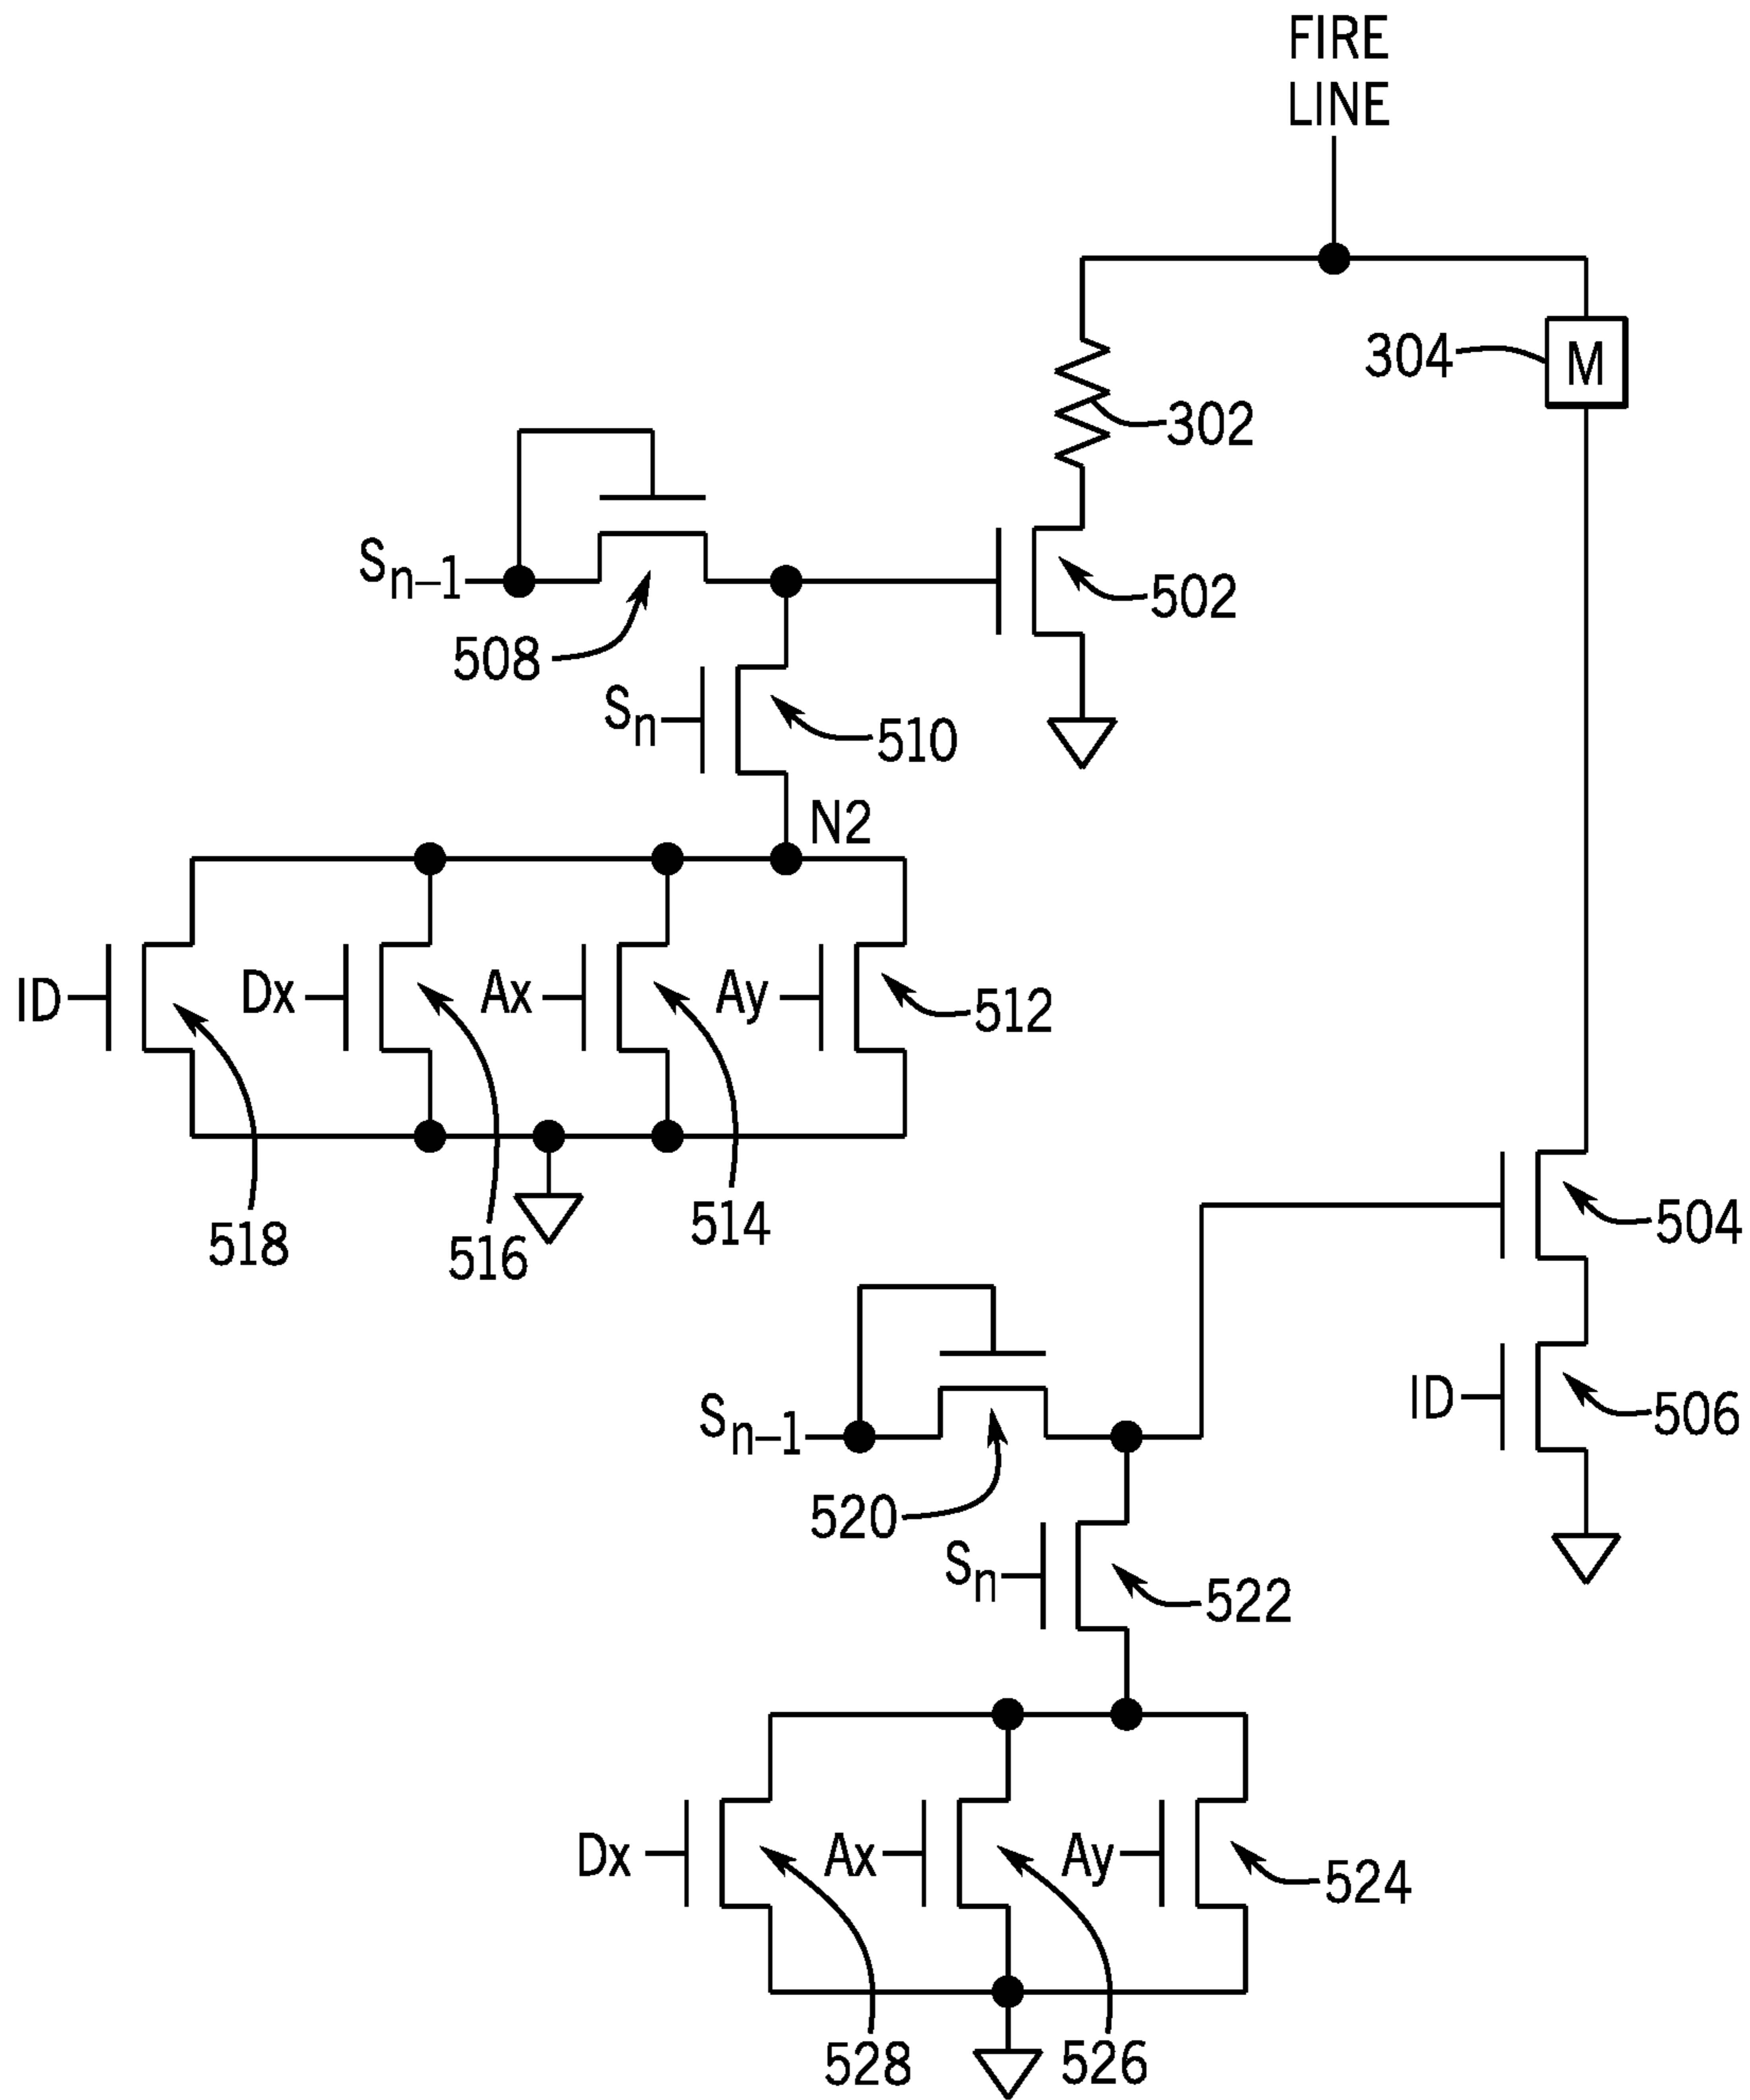 FIRE
LINE
304
M
302
Sn–1
502
508
Sn
510
N2
ID
Dx
Ax
Ay
512
518
516
514
504
Sn–1
ID
506
520
Sn
522
Dx
Ax
Ay
524
528
526